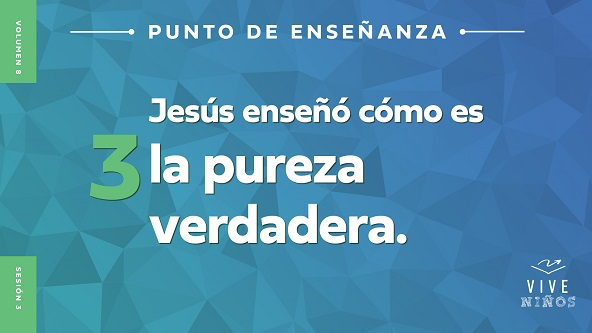 VOLUMEN 8
PUNTO DE ENSEÑANZA
Jesús enseñó cómo es
3 la pureza
verdadera.
SESIÓN 3
VIVE
NIÑOS